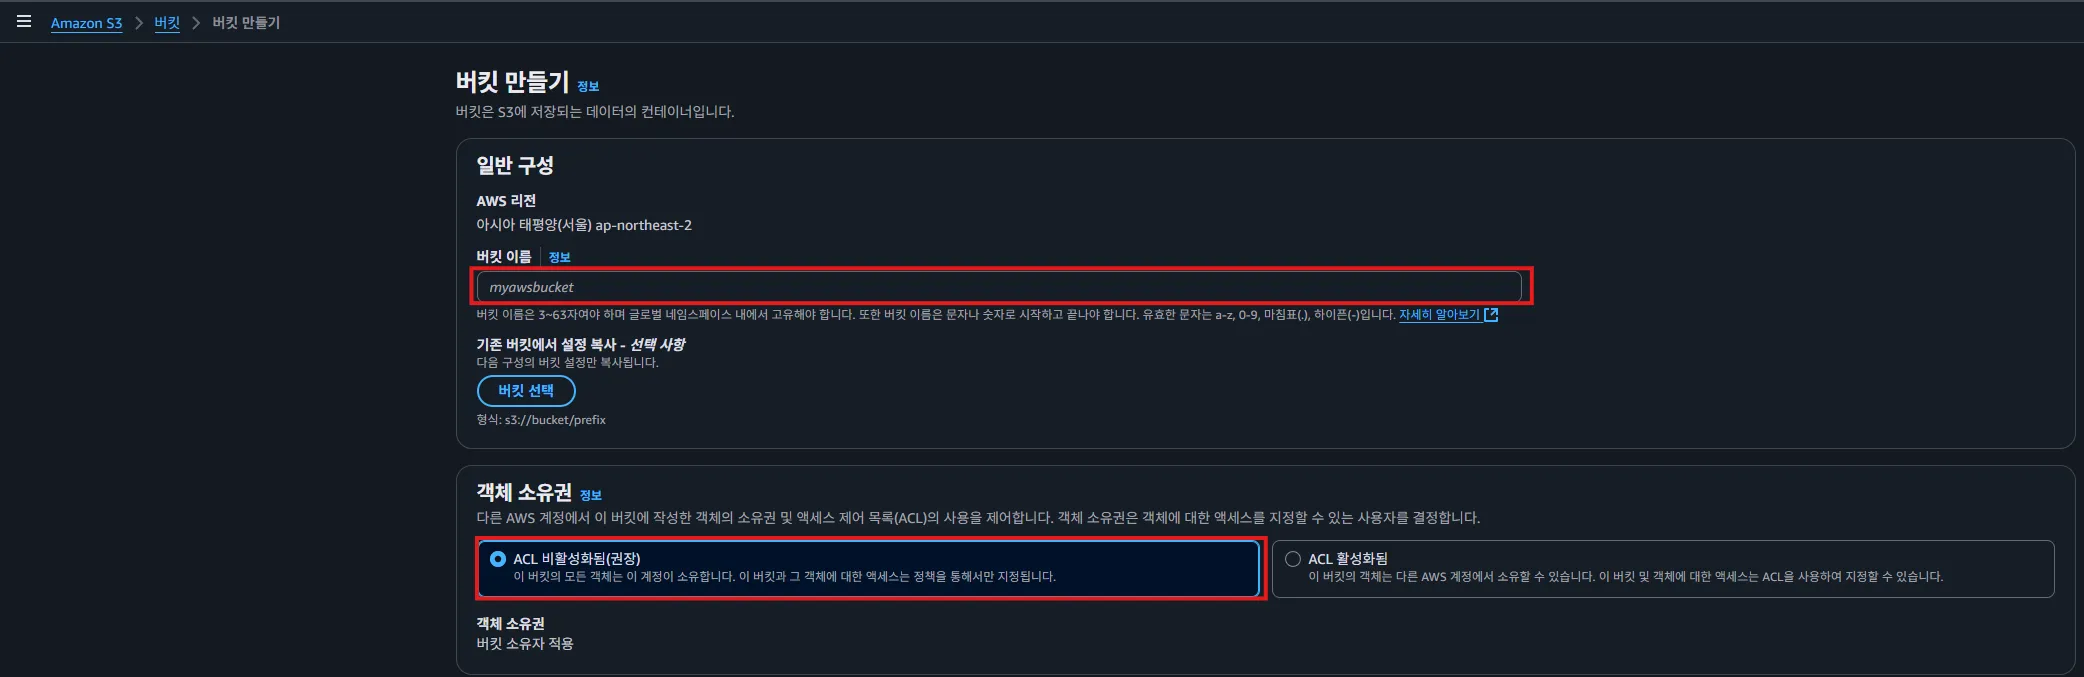 Amazon S3 > 버킷 > 버킷 만들기
버킷 만들기 정보
버킷은 S3에 저장되는 데이터의 컨테이너입니다.
일반 구성
AWS 리전
아시아 태평양(서울) ap-northeast-2
버킷 이름 정보
myawsbucket
버킷 이름은 3~63자여야 하며 글로벌 네임스페이스 내에서 고유해야 합니다. 또한 버킷 이름은 문자나 숫자로 시작하고 끝나야 합니다. 유효한 문자는 a-z, 0-9, 마침표(.), 하이픈(-)입니다. 자세히 알아보기
기존 버킷에서 설정 복사 - 선택 사항
다음 구성의 버킷 설정만 복사됩니다.
버킷 선택
형식: s3://bucket/prefix
객체 소유권 정보
다른 AWS 계정에서 이 버킷에 작성한 객체의 소유권 및 액세스 제어 목록(ACL)의 사용을 제어합니다. 객체 소유권은 객체에 대한 액세스를 지정할 수 있는 사용자를 결정합니다.
ACL 비활성화됨(권장)
이 버킷의 모든 객체는 이 계정이 소유합니다. 이 버킷과 그 객체에 대한 액세스는 정책을 통해서만 지정됩니다.
ACL 활성화됨
이 버킷의 객체는 다른 AWS 계정에서 소유할 수 있습니다. 이 버킷 및 객체에 대한 액세스는 ACL을 사용하여 지정할 수 있습니다.
객체 소유권
버킷 소유자 적용